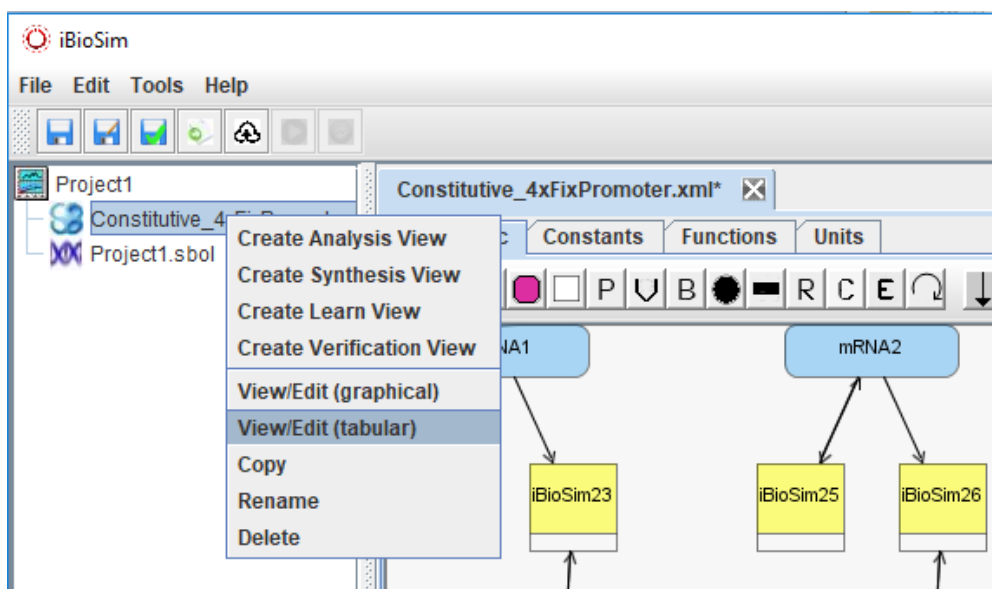 iBioSim
File Edit Tools Help
Project1
Constitutive_4xFixPromoter.xml*
Constitutive_4
Project1.sbol
Constants Functions Units
P V B R C E
Create Analysis View
Create Synthesis View
Create Learn View
Create Verification View
View/Edit (graphical)
View/Edit (tabular)
Copy
Rename
Delete
NA1 mRNA2
iBioSim23 iBioSim25 iBioSim26